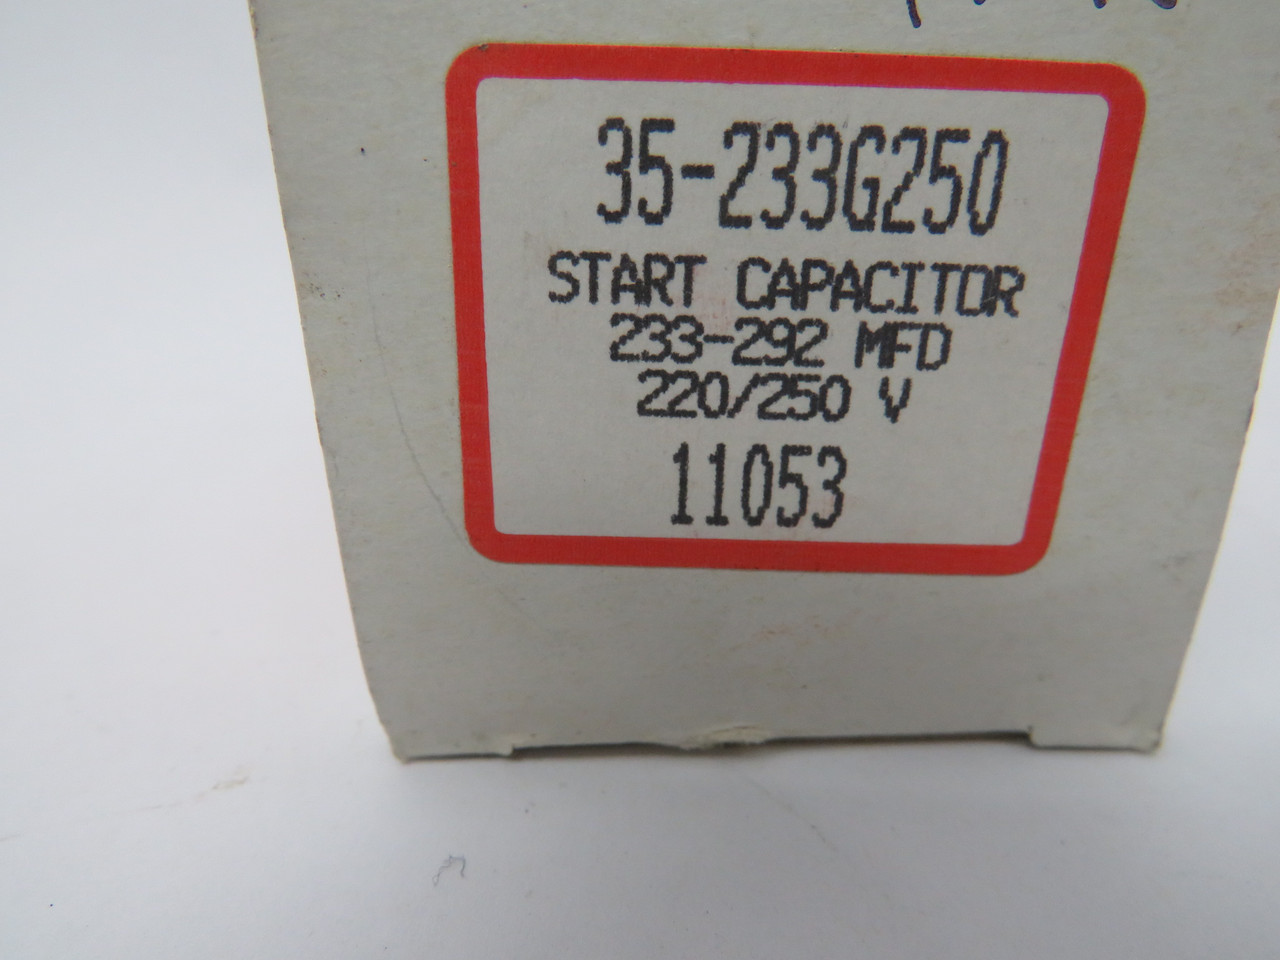 35-233G250
START CAPACITOR
233-292 MFD
220/250 V
11053